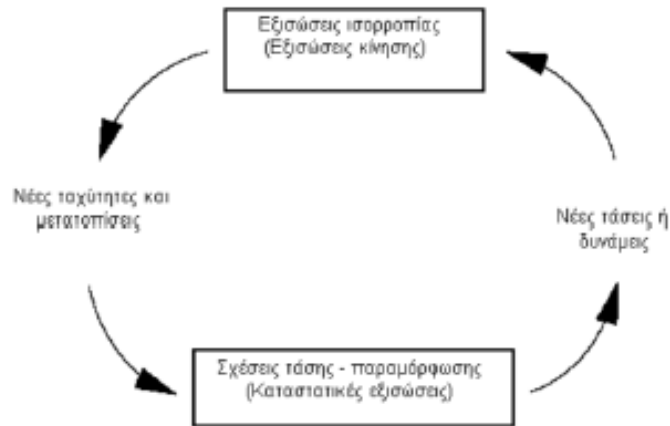 Εξισώσεις ισορροπίας
(Εξισώσεις κίνησης)
Νέες ταχύτητες και
μετατοπίσεις
Νέες τάσεις ή
δυνάμεις
Σχέσεις τάσης - παραμόρφωσης
(Καταστατικές εξισώσεις)